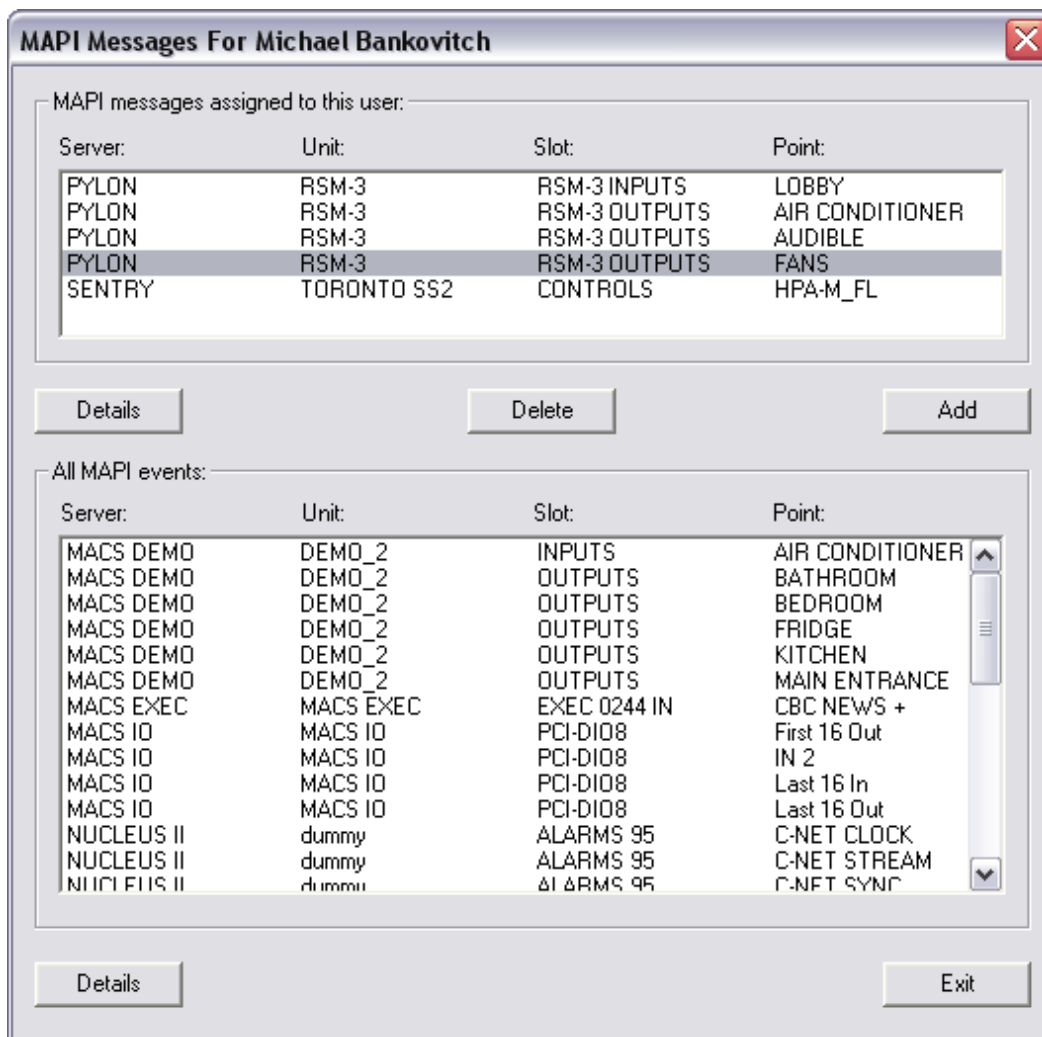 MAPI Messages For Michael Bankovitch
MAPI messages assigned to this user:
Server: Unit: Slot: Point:
PYLON RSM-3 RSM-3 INPUTS LOBBY
PYLON RSM-3 RSM-3 OUTPUTS AIR CONDITIONER
PYLON RSM-3 RSM-3 OUTPUTS AUDIBLE
PYLON RSM-3 RSM-3 OUTPUTS FANS
SENTRY TORONTO SS2 CONTROLS HPA-M_FL
Details Delete Add
All MAPI events:
Server: Unit: Slot: Point:
MACS DEMO DEMO_2 INPUTS AIR CONDITIONER
MACS DEMO DEMO_2 OUTPUTS BATHROOM
MACS DEMO DEMO_2 OUTPUTS BEDROOM
MACS DEMO DEMO_2 OUTPUTS FRIDGE
MACS DEMO DEMO_2 OUTPUTS KITCHEN
MACS DEMO DEMO_2 OUTPUTS MAIN ENTRANCE
MACS EXEC MACS EXEC EXEC 0244 IN CBC NEWS +
MACS IO MACS IO PCI-DIO8 First 16 Out
MACS IO MACS IO PCI-DIO8 IN 2
MACS IO MACS IO PCI-DIO8 Last 16 In
MACS IO MACS IO PCI-DIO8 Last 16 Out
NUCLEUS II dummy ALARMS 95 C-NET CLOCK
NUCLEUS II dummy ALARMS 95 C-NET STREAM
NUCLEUS II dummy ALARMS 95 C-NET SYNC
Details Exit